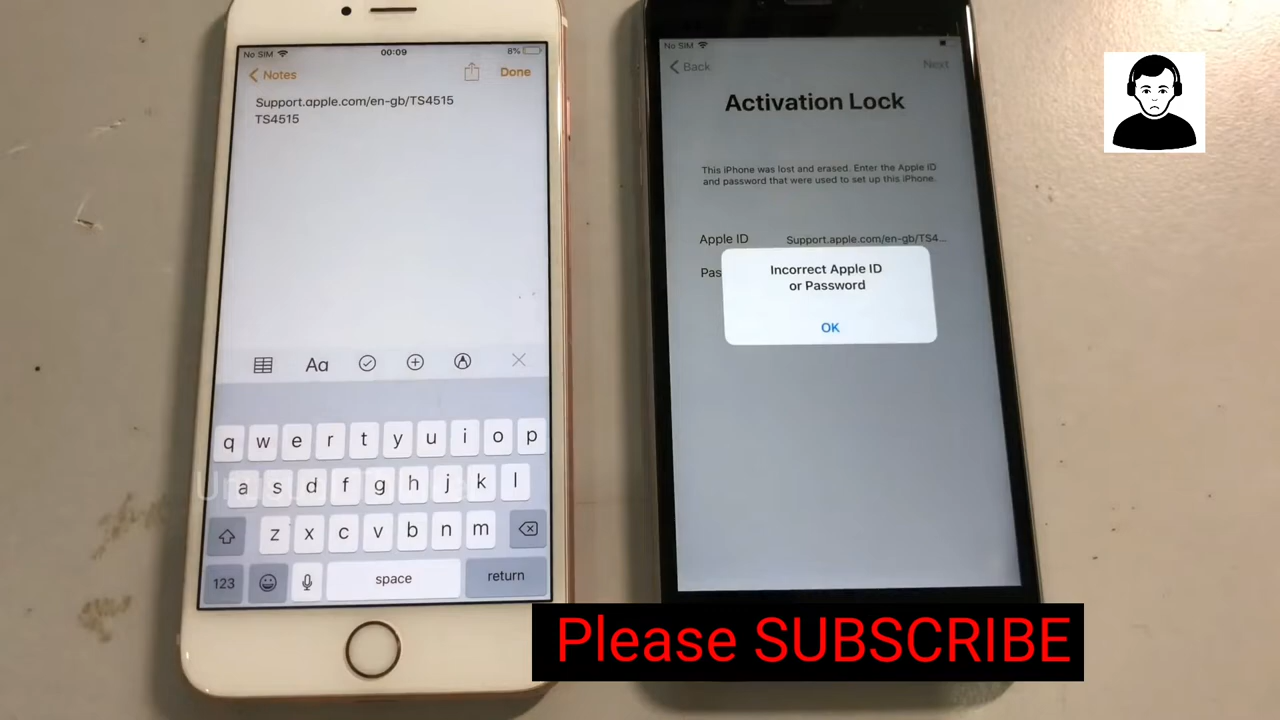 No SIM 00:09 8%
Notes Done
Support.apple.com/en-gb/TS4515
TS4515
Aa
q w e r t y u i o p
a s d f g h j k l
z x c v b n m
123 space return
No SIM
Back Next
Activation Lock
This iPhone was lost and erased. Enter the Apple ID
and password that were used to set up this iPhone.
Apple ID Support.apple.com/en-gb/TS4...
Pas
Incorrect Apple ID
or Password
OK
Please SUBSCRIBE